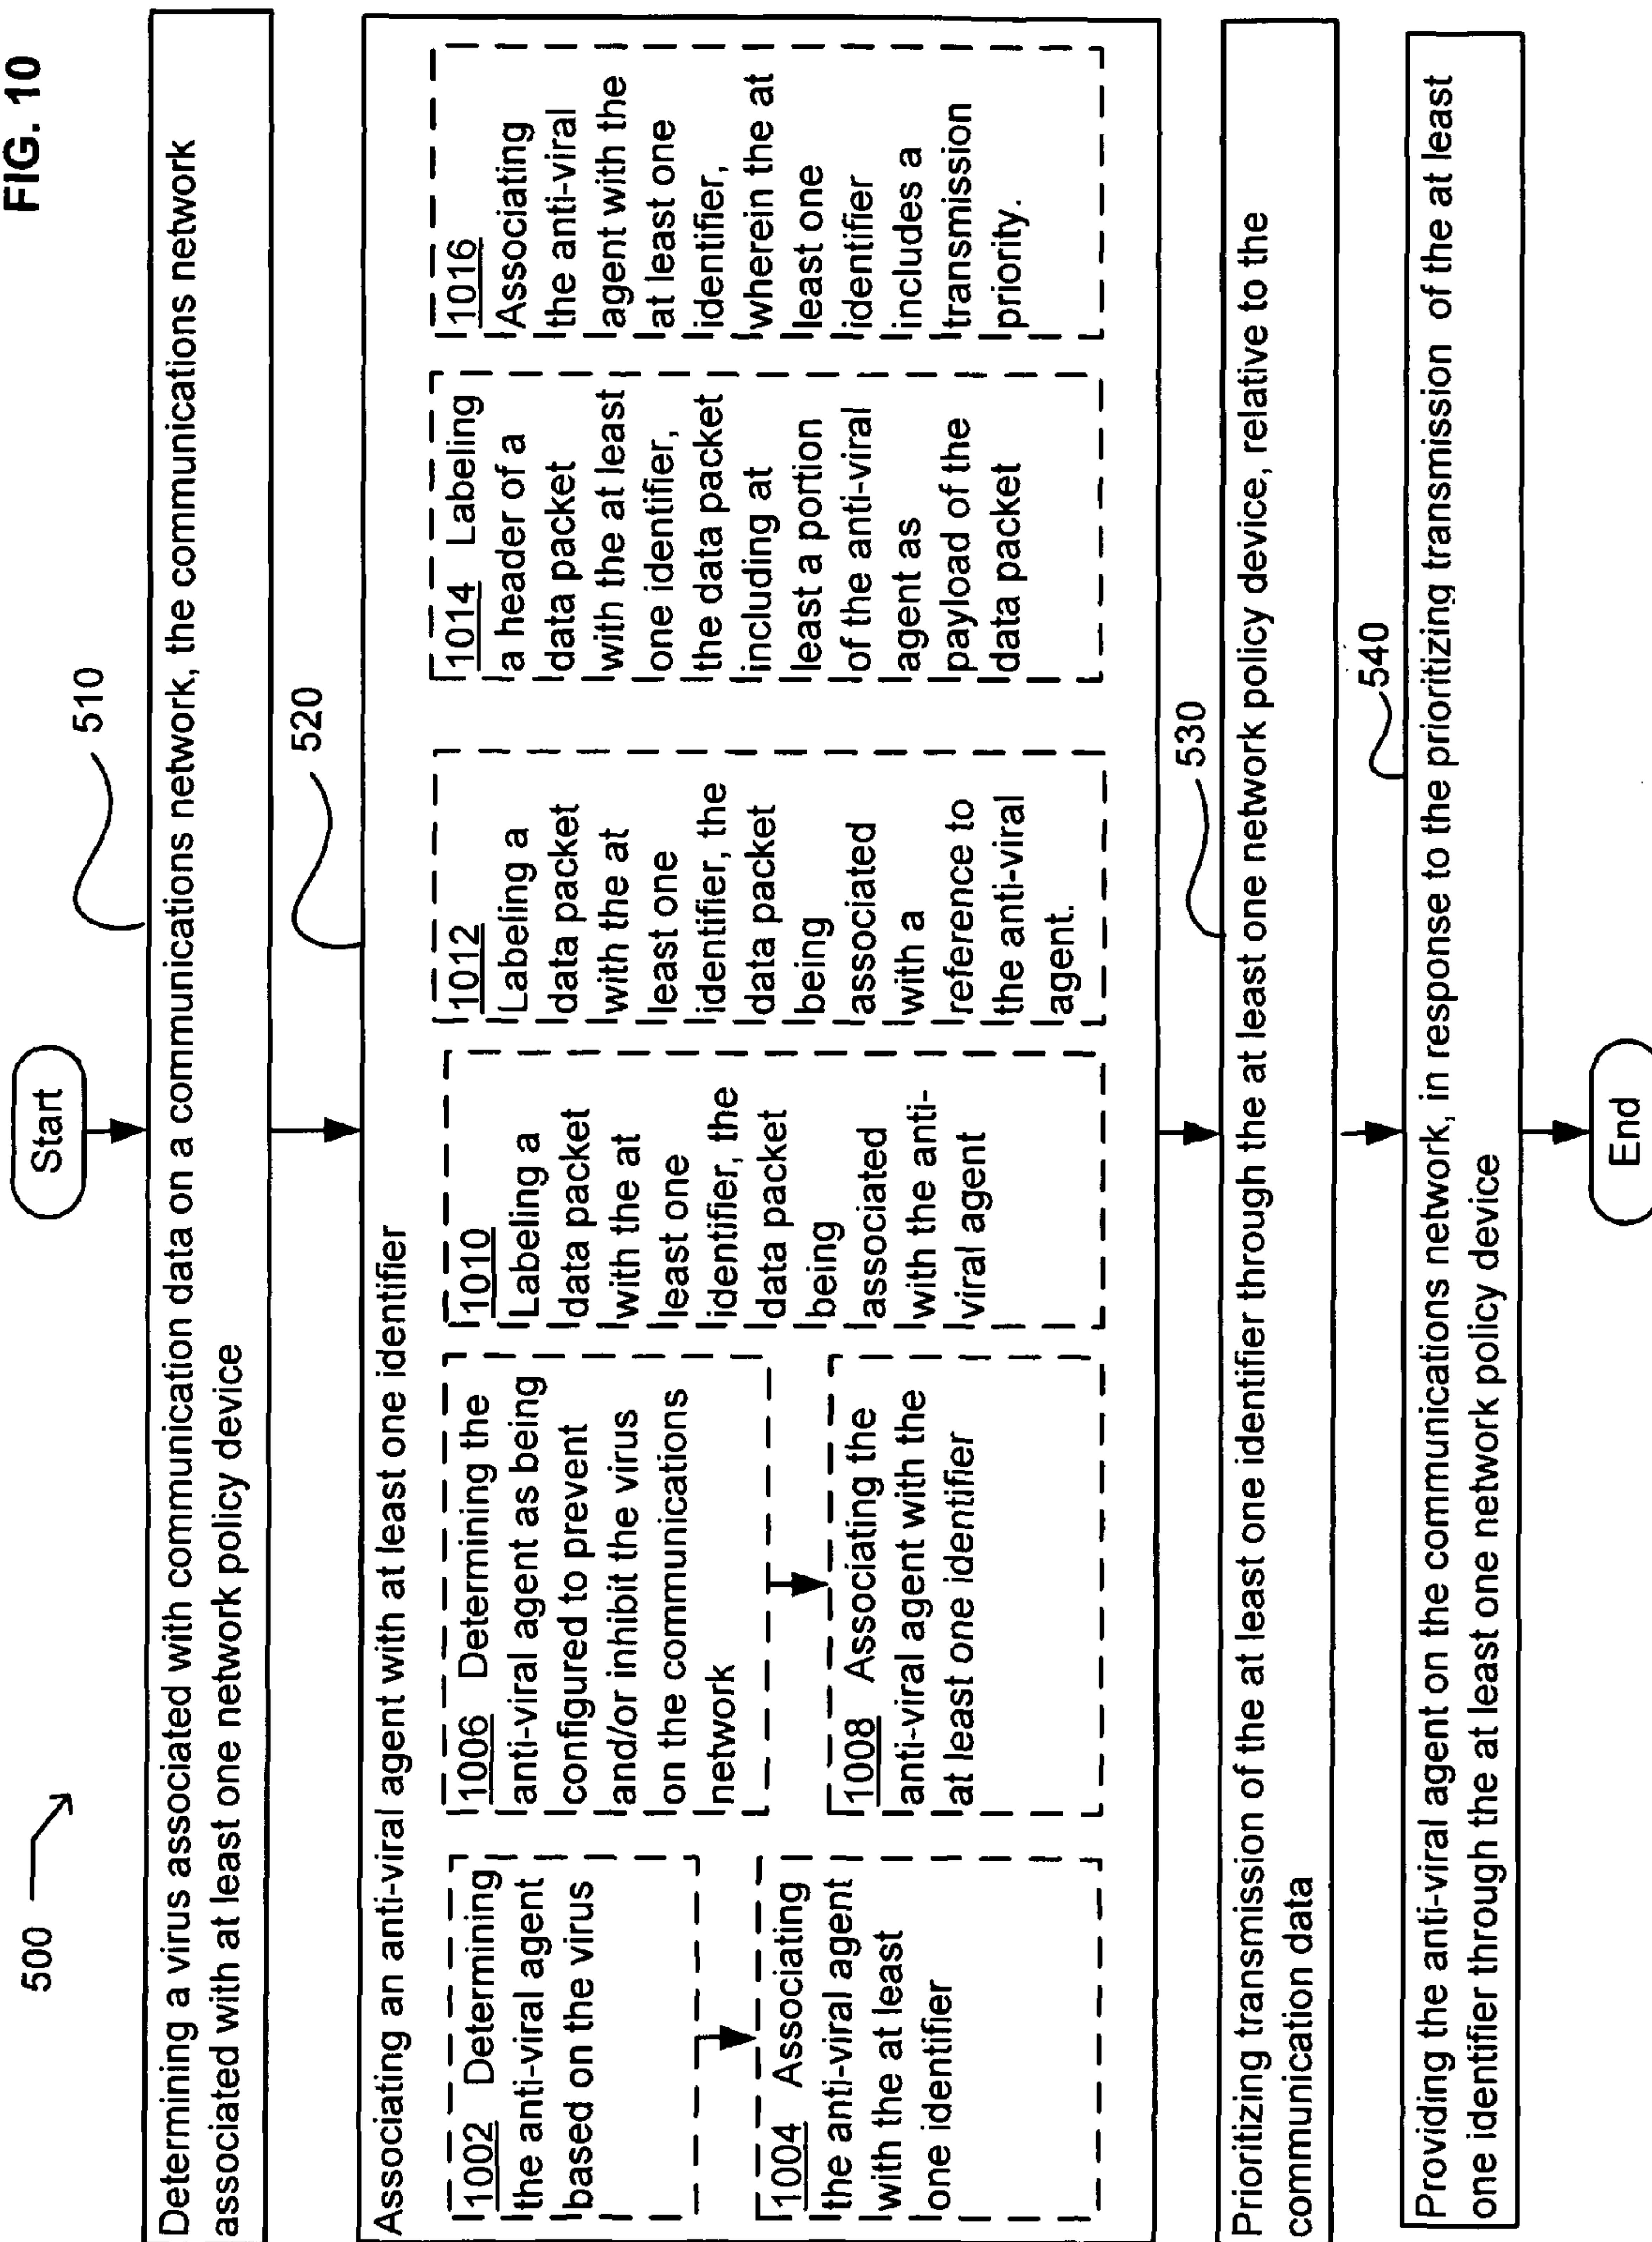 FIG. 10
500
Start
510
Determining a virus associated with communication data on a communications network, the communications network
associated with at least one network policy device
520
Associating an anti-viral agent with at least one identifier
1002 Determining
the anti-viral agent
based on the virus
1004 Associating
the anti-viral agent
with the at least
one identifier
1006 Determining the
anti-viral agent as being
configured to prevent
and/or inhibit the virus
on the communications
network
1008 Associating the
anti-viral agent with the
at least one identifier
1010
Labeling a
data packet
with the at
least one
identifier, the
data packet
being
associated
with the anti-
viral agent
1012
Labeling a
data packet
with the at
least one
identifier, the
data packet
being
associated
with a
reference to
the anti-viral
agent.
1014 Labeling
a header of a
data packet
with the at least
one identifier,
the data packet
including at
least a portion
of the anti-viral
agent as
payload of the
data packet
1016
Associating
the anti-viral
agent with the
at least one
identifier,
wherein the at
least one
identifier
includes a
transmission
priority.
530
Prioritizing transmission of the at least one identifier through the at least one network policy device, relative to the
communication data
540
Providing the anti-viral agent on the communications network, in response to the prioritizing transmission of the at least
one identifier through the at least one network policy device
End